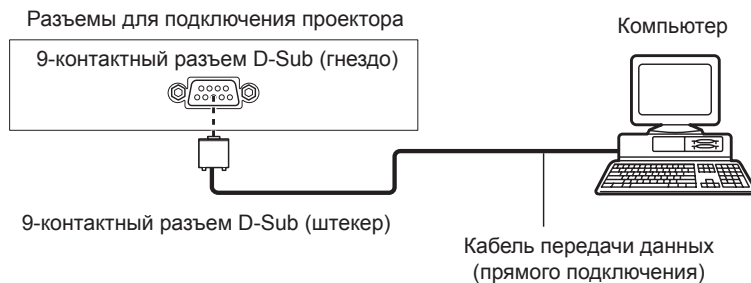 Разъемы для подключения проектора
Компьютер
9-контактный разъем D-Sub (гнездо)
9-контактный разъем D-Sub (штекер)
Кабель передачи данных
(прямого подключения)